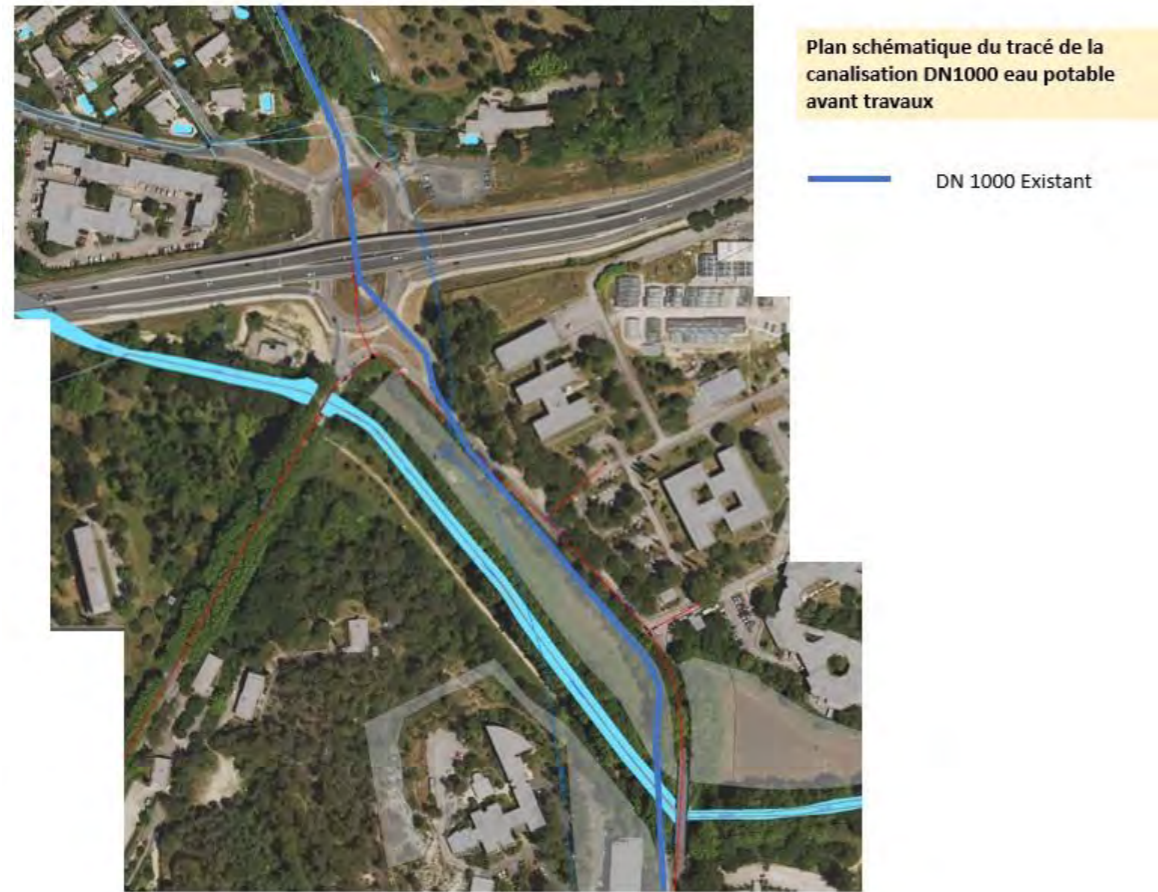 Plan schématique du tracé de la
canalisation DN1000 eau potable
avant travaux
DN 1000 Existant